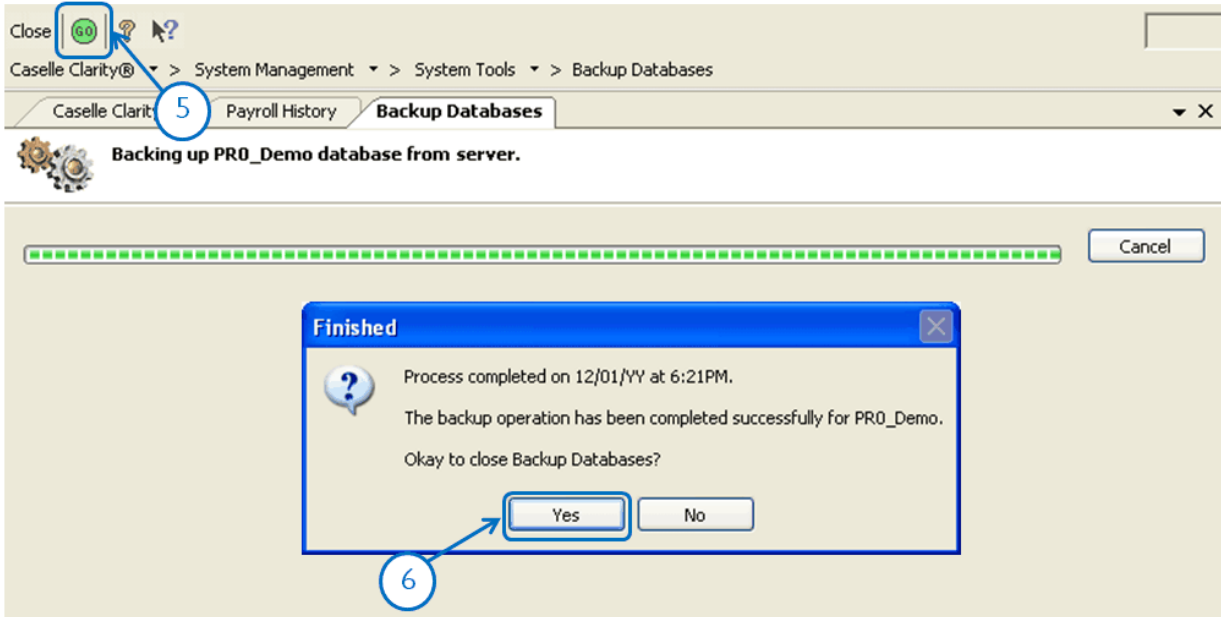 Close GO ? ?
Caselle Clarity® > System Management > System Tools > Backup Databases
Caselle Clarit 5 Payroll History Backup Databases
Backing up PR0_Demo database from server.
Cancel
Finished
Process completed on 12/01/YY at 6:21PM.
The backup operation has been completed successfully for PR0_Demo.
Okay to close Backup Databases?
Yes No
6